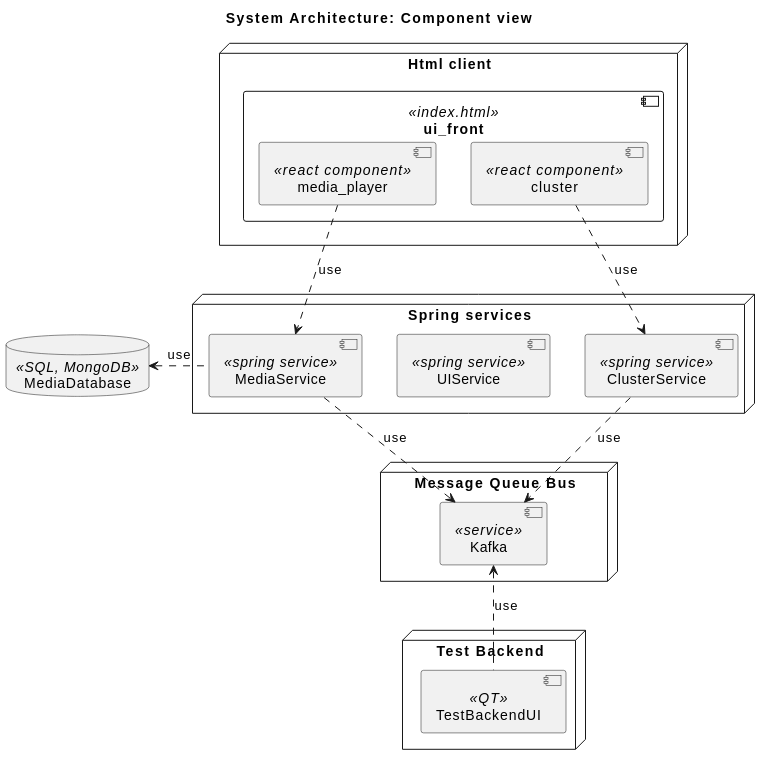 System Architecture: Component view
Html client
«index.html»
ui_front
«react component»
media_player
«react component»
cluster
use
use
Spring services
«SQL, MongoDB»
MediaDatabase
use
«spring service»
MediaService
«spring service»
UIService
«spring service»
ClusterService
use
use
Message Queue Bus
«service»
Kafka
use
Test Backend
«QT»
TestBackendUI